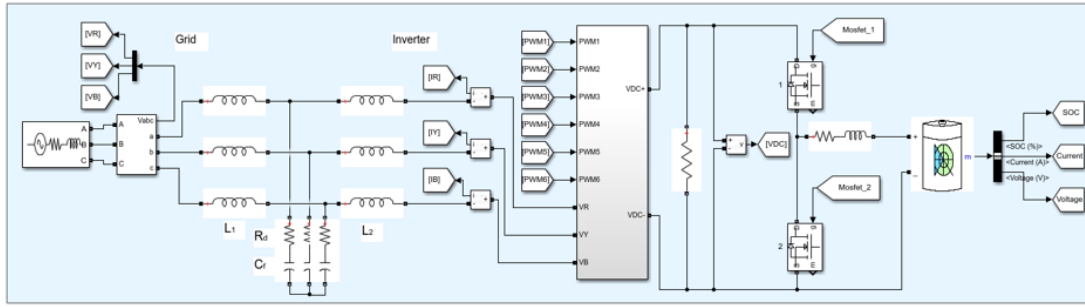 [VR]
[VY]
[VB]
Grid
Inverter
Vabc
A
B
C
A
B
C
a
b
c
L1
L2
Rd
Cf
[IR]
[IY]
[IB]
i
+
-
i
+
-
i
+
-
[PWM1]
[PWM2]
[PWM3]
[PWM4]
[PWM5]
[PWM6]
PWM1
PWM2
PWM3
PWM4
PWM5
PWM6
VR
VY
VB
VDC+
VDC-
+
-
v
[VDC]
Mosfet_1
1
g
m
Mosfet_2
2
g
m
+
–
m
<SOC (%)>
<Current (A)>
<Voltage (V)>
SOC
Current
Voltage